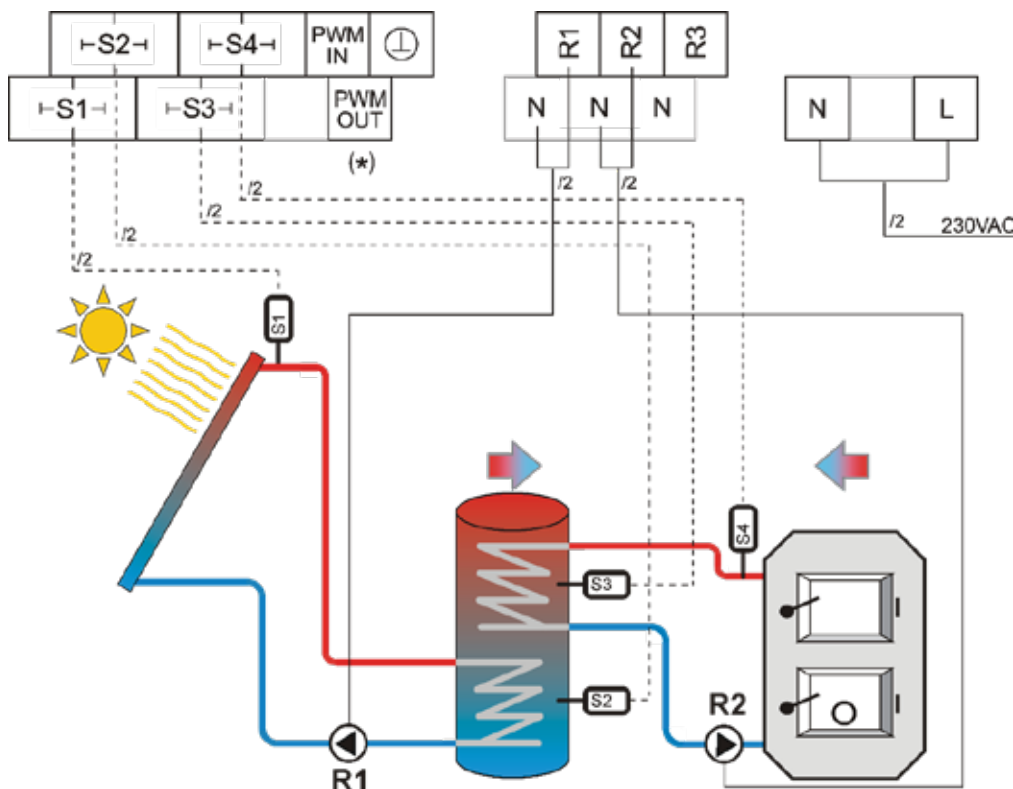 S2 S4 PWM IN R1 R2 R3
S1 S3 PWM OUT N N N N L
(*)
/2 /2 /2 /2 /2 /2 /2 230VAC
S1
S4
S3
S2
R2
R1